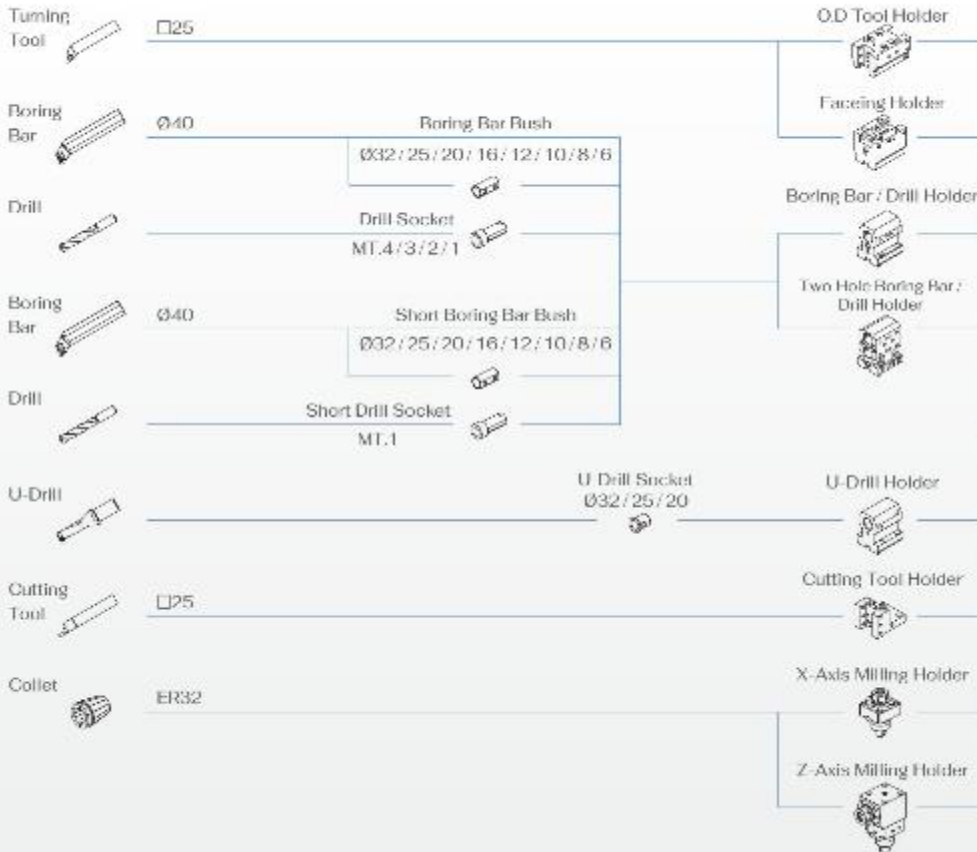 Turning
Tool
□25
O.D Tool Holder
Faceing Holder
Boring
Bar
Ø40
Boring Bar Bush
Ø32/25/20/16/12/10/8/6
Boring Bar / Drill Holder
Drill
Drill Socket
MT.4/3/2/1
Two Hole Boring Bar /
Drill Holder
Boring
Bar
Ø40
Short Boring Bar Bush
Ø32/25/20/16/12/10/8/6
Drill
Short Drill Socket
MT.1
U-Drill
U Drill Socket
Ø32/25/20
U-Drill Holder
Cutting
Tool
□25
Cutting Tool Holder
Collet
ER32
X-Axis Milling Holder
Z-Axis Milling Holder